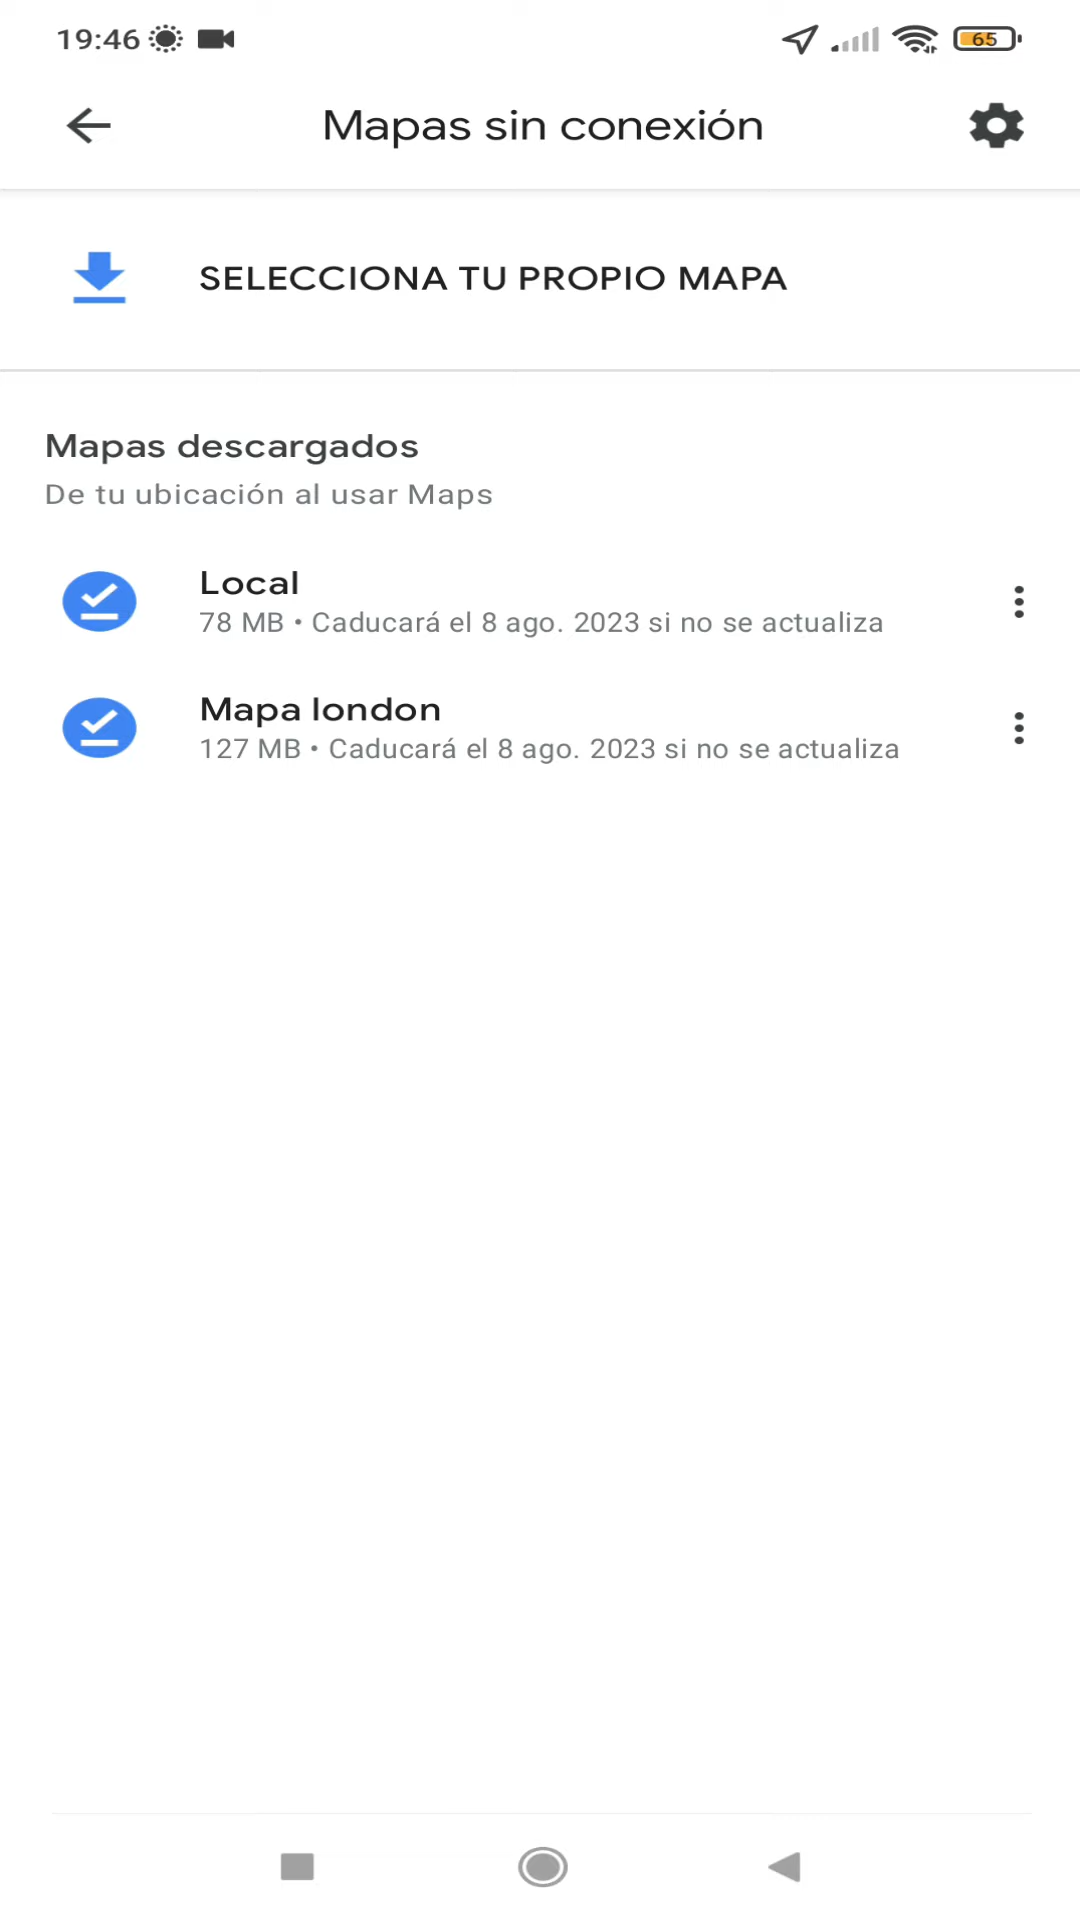 19:46
65
Mapas sin conexión
SELECCIONA TU PROPIO MAPA
Mapas descargados
De tu ubicación al usar Maps
Local
78 MB • Caducará el 8 ago. 2023 si no se actualiza
Mapa london
127 MB • Caducará el 8 ago. 2023 si no se actualiza